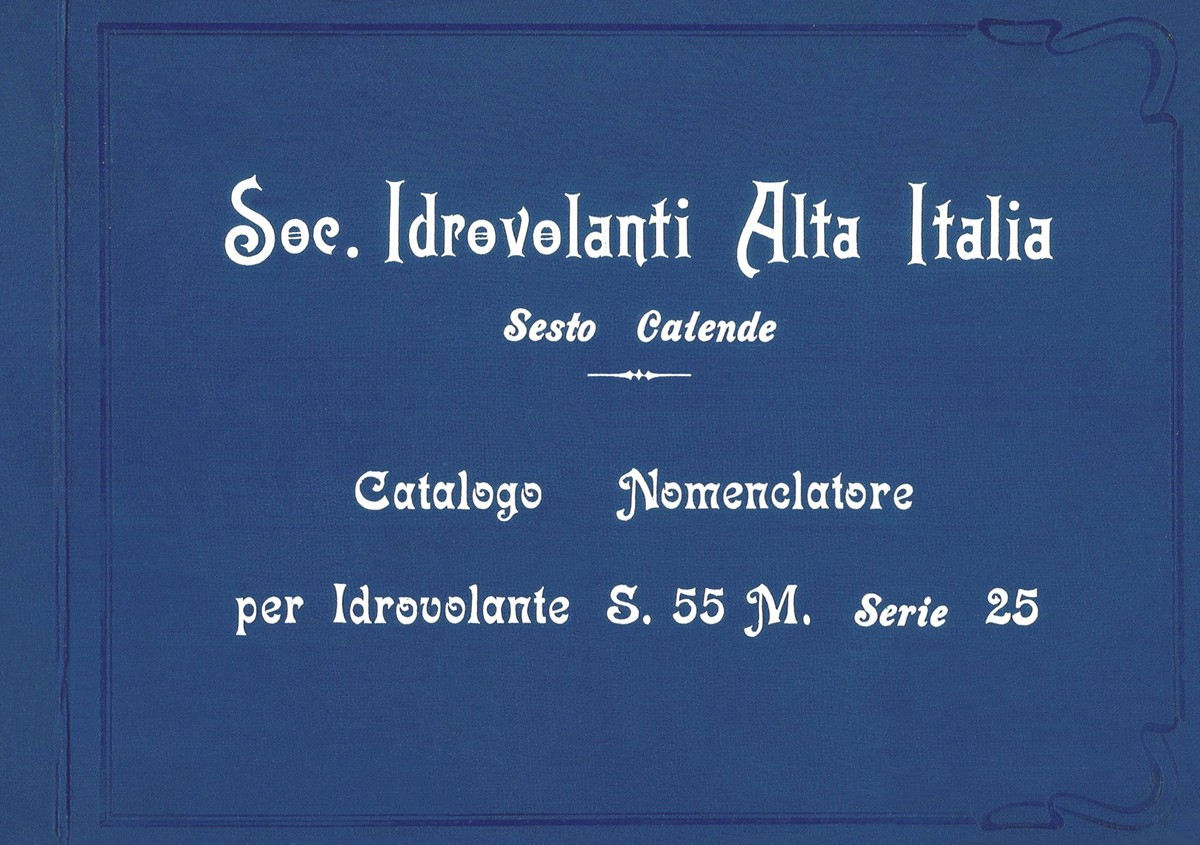 Soc. Idrovolanti Alta Italia
Sesto Calende
Catalogo Nomenclatore
per Idrovolante S. 55 M. Serie 25